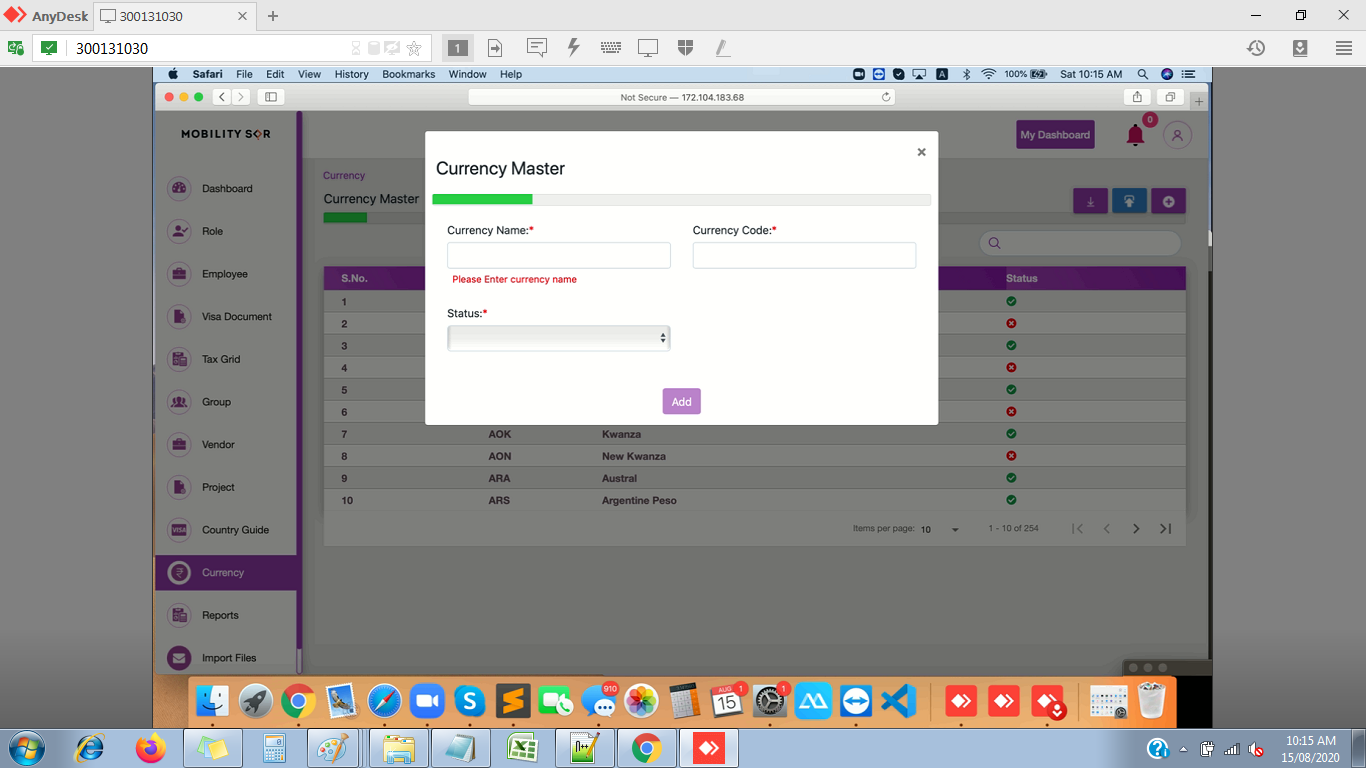 AnyDesk
300131030
300131030
1
Safari File Edit View History Bookmarks Window Help
A
100%
Sat 10:15 AM
Not Secure — 172.104.183.68
MOBILITY SQR
My Dashboard
0
Currency
Currency Master
Dashboard
Role
Employee
Visa Document
Tax Grid
Group
Vendor
Project
Country Guide
VISA
Currency
Reports
Import Files
Currency Master
Currency Name:*
Currency Code:*
Please Enter currency name
Status:*
Add
S.No.
Status
1
2
3
4
5
6
7 AOK Kwanza
8 AON New Kwanza
9 ARA Austral
10 ARS Argentine Peso
Items per page: 10 1 - 10 of 254
910
AUG
15
1
1
10:15 AM
15/08/2020